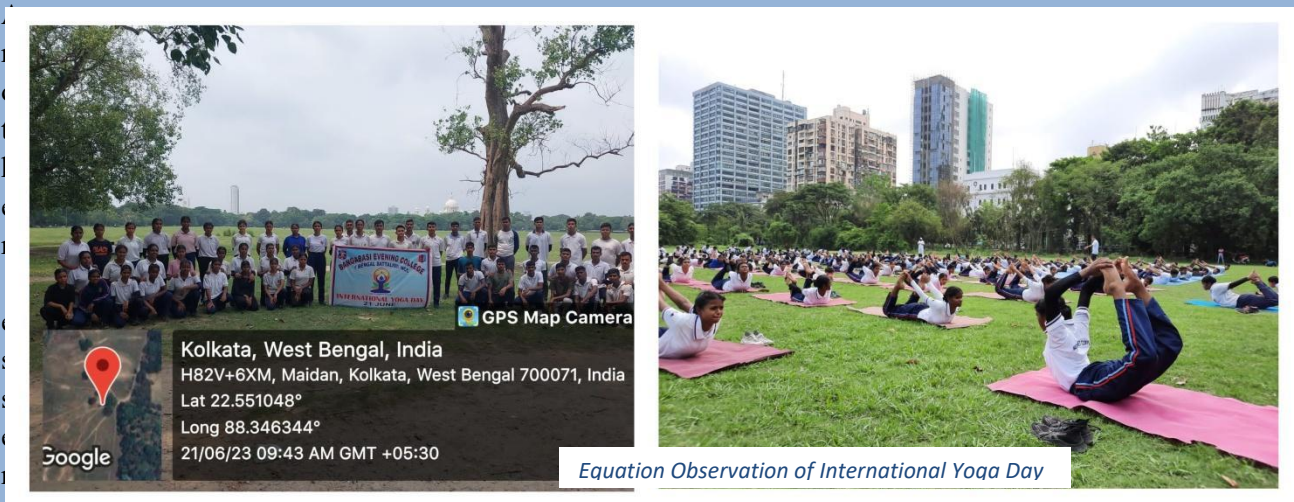 BANGABASI EVENING COLLEGE
INTERNATIONAL YOGA DAY
21 JUNE
GPS Map Camera
Kolkata, West Bengal, India
H82V+6XM, Maidan, Kolkata, West Bengal 700071, India
Lat 22.551048°
Long 88.346344°
21/06/23 09:43 AM GMT +05:30
Google
Equation Observation of International Yoga Day